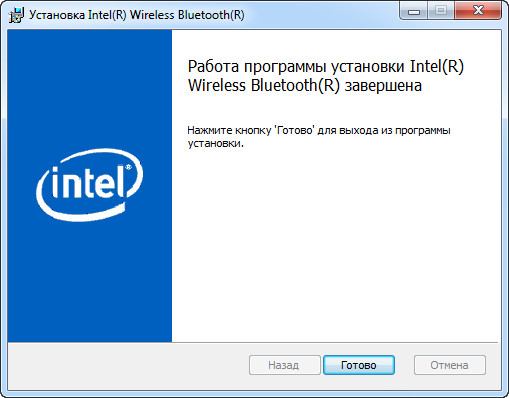 Установка Intel(R) Wireless Bluetooth(R)
Работа программы установки Intel(R)
Wireless Bluetooth(R) завершена
Нажмите кнопку 'Готово' для выхода из программы
установки.
intel®
Назад
Готово
Отмена